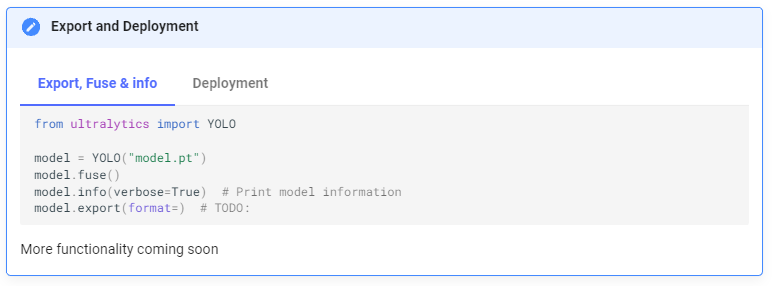 Export and Deployment
Export, Fuse & info
Deployment
from ultralytics import YOLO
model = YOLO("model.pt")
model.fuse()
model.info(verbose=True)  # Print model information
model.export(format=)  # TODO:
More functionality coming soon